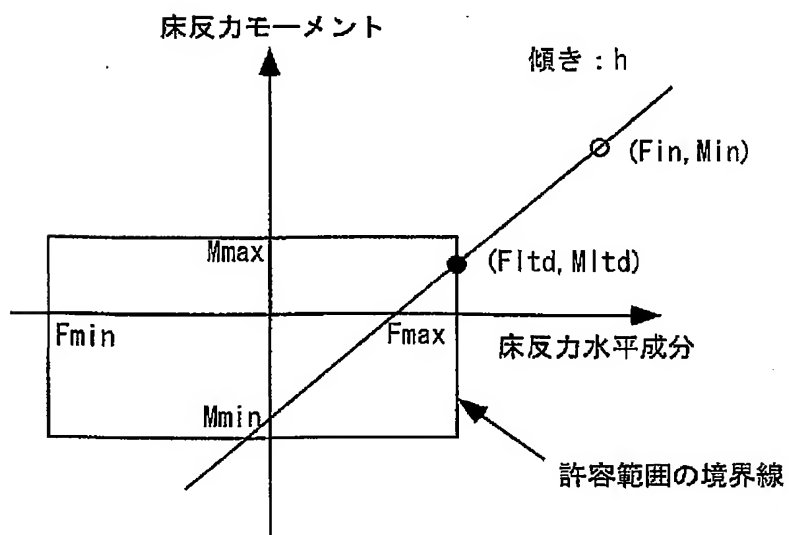 床反力モーメント
傾き：h
(Fin,Min)
Mmax
(Fltd,Mltd)
Fmin
Fmax
床反力水平成分
Mmin
許容範囲の境界線